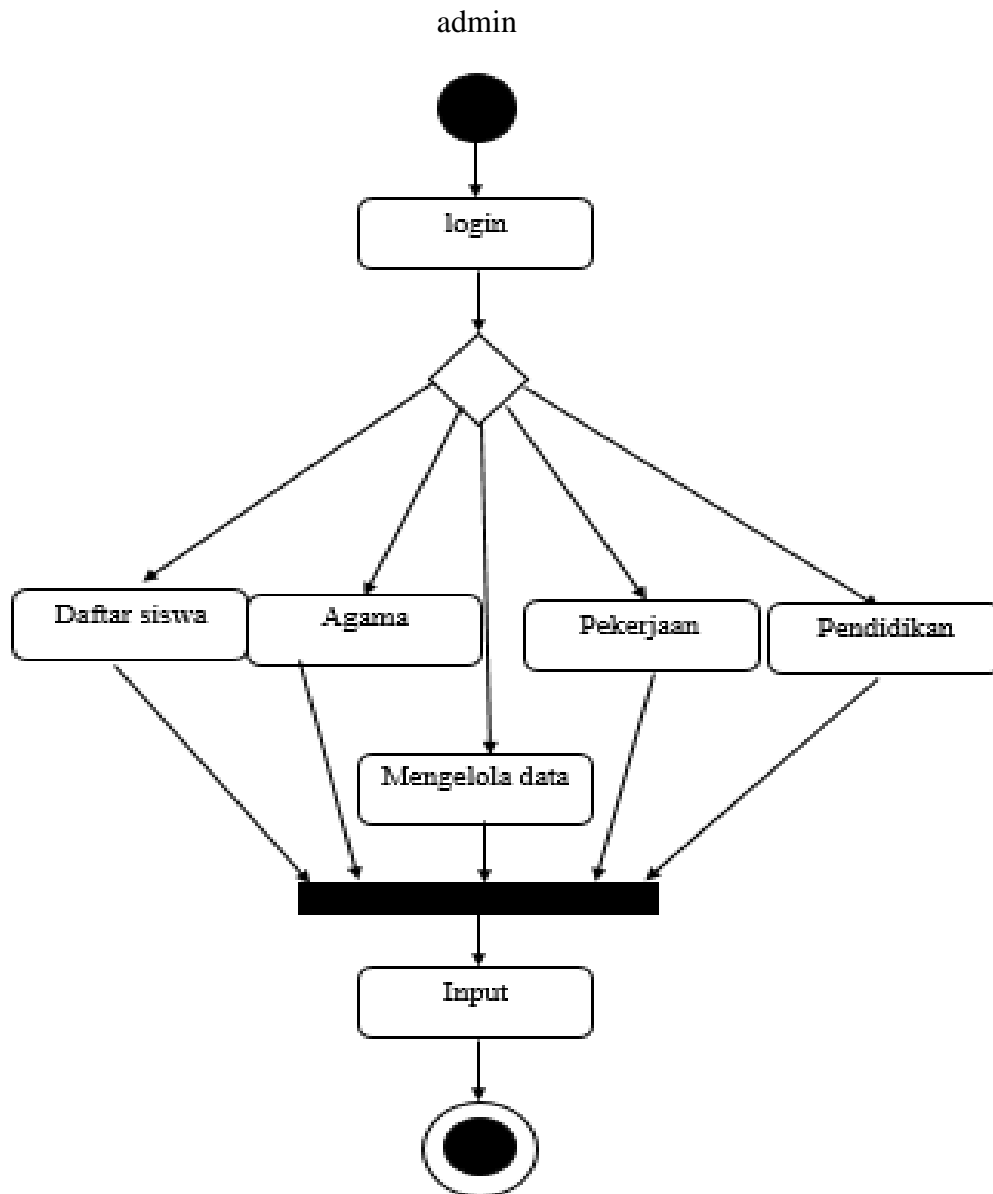 admin
login
Daftar siswa
Agama
Pekerjaan
Pendidikan
Mengelola data
Input